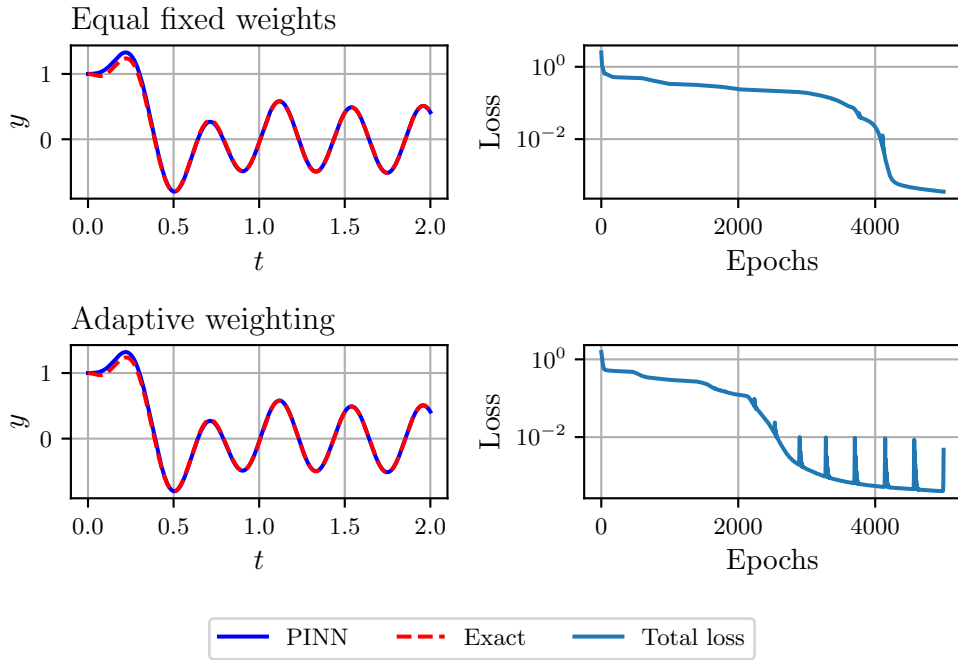 Equal fixed weights
y
1
0
0.0 0.5 1.0 1.5 2.0
t
Loss
10^0
10^−2
0 2000 4000
Epochs
Adaptive weighting
y
1
0
0.0 0.5 1.0 1.5 2.0
t
Loss
10^0
10^−2
0 2000 4000
Epochs
PINN Exact Total loss